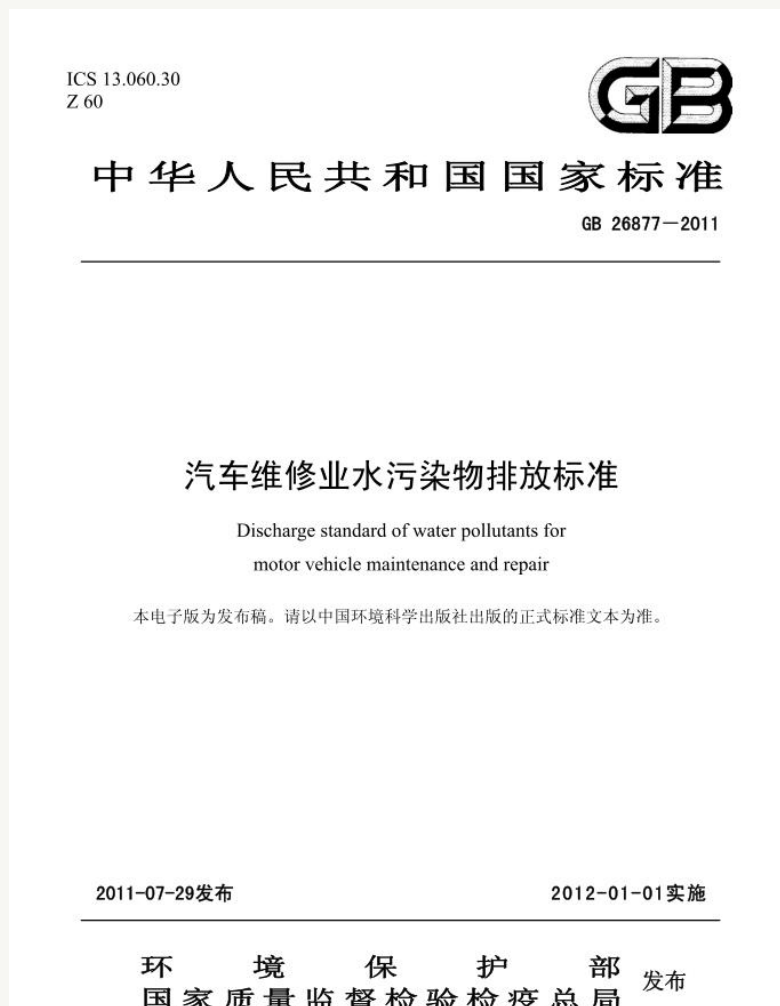 ICS 13.060.30
Z 60
GB
中华人民共和国国家标准
GB 26877－2011
汽车维修业水污染物排放标准
Discharge standard of water pollutants for
motor vehicle maintenance and repair
本电子版为发布稿。请以中国环境科学出版社出版的正式标准文本为准。
2011-07-29发布 2012-01-01实施
环境保护部
国家质量监督检验检疫总局 发布